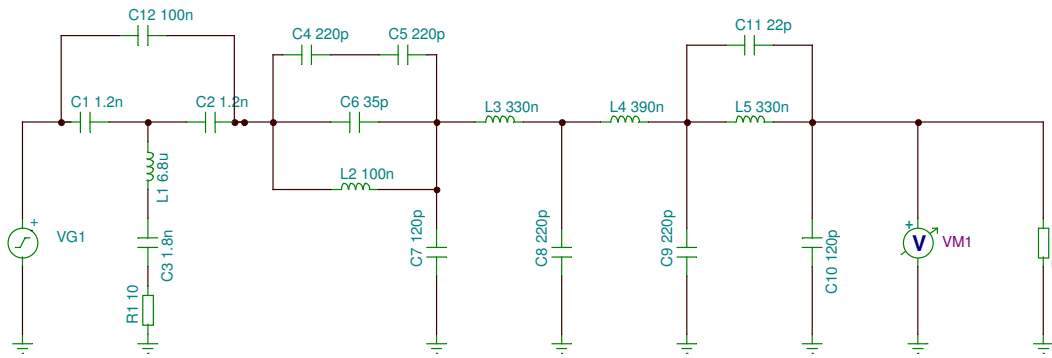 C12 100n
C4 220p
C5 220p
C11 22p
C1 1.2n
C2 1.2n
C6 35p
L3 330n
L4 390n
L5 330n
L1 6.8u
L2 100n
VG1
+
C3 1.8n
C7 120p
C8 220p
C9 220p
C10 120p
+
V
VM1
R1 10